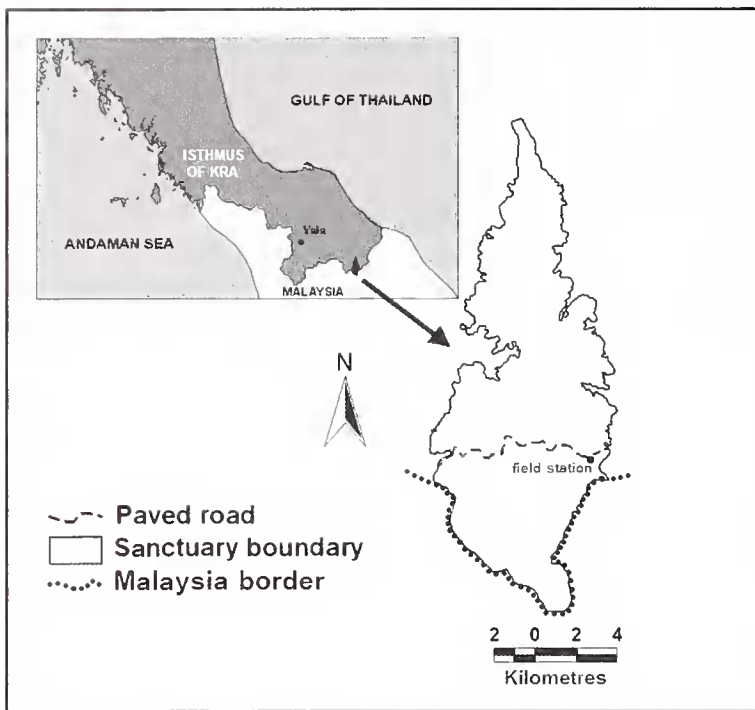 GULF OF THAILAND
ISTHMUS
OF KRA
Yala
ANDAMAN SEA
MALAYSIA
N
field station
Paved road
Sanctuary boundary
Malaysia border
2 0 2 4
Kilometres